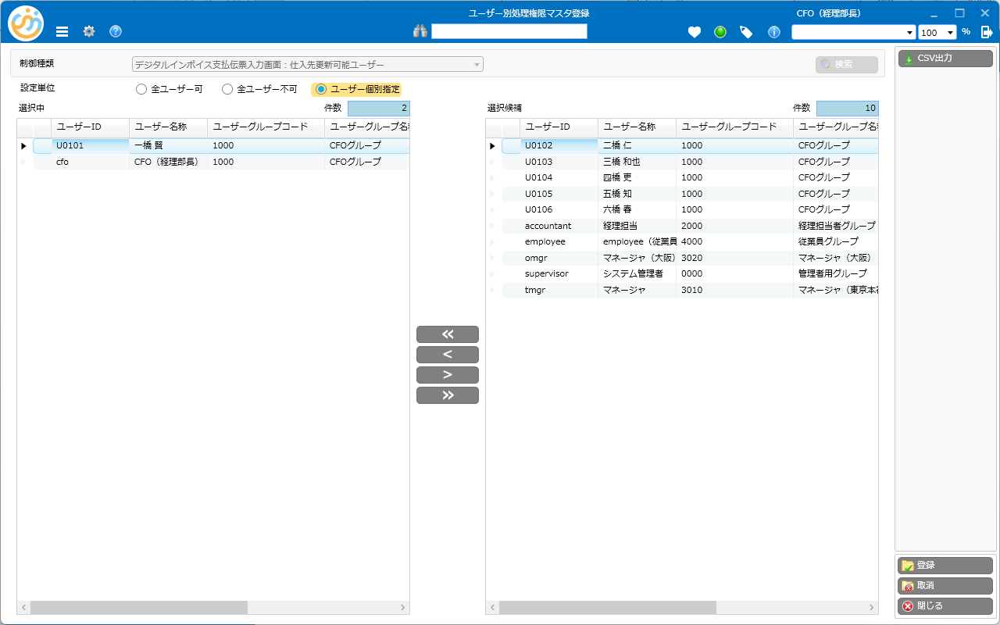 ユーザー別処理権限マスタ登録
CFO（経理部長）
100
%
制御種類
デジタルインボイス支払伝票入力画面：仕入先更新可能ユーザー
検索
CSV出力
設定単位
全ユーザー可
全ユーザー不可
ユーザー個別指定
選択中
件数 2
ユーザーID ユーザー名称 ユーザーグループコード ユーザーグループ名
U0101 一橋 賢 1000 CFOグループ
cfo CFO（経理部長） 1000 CFOグループ
<<
<
>
>>
選択候補
件数 10
ユーザーID ユーザー名称 ユーザーグループコード ユーザーグループ名
U0102 二橋 仁 1000 CFOグループ
U0103 三橋 和也 1000 CFOグループ
U0104 四橋 吏 1000 CFOグループ
U0105 五橋 知 1000 CFOグループ
U0106 六橋 春 1000 CFOグループ
accountant 経理担当 2000 経理担当者グループ
employee employee（従業員 4000 従業員グループ
omgr マネージャ（大阪） 3020 マネージャ（大阪）
supervisor システム管理者 0000 管理者用グループ
tmgr マネージャ 3010 マネージャ（東京本社
登録
取消
閉じる